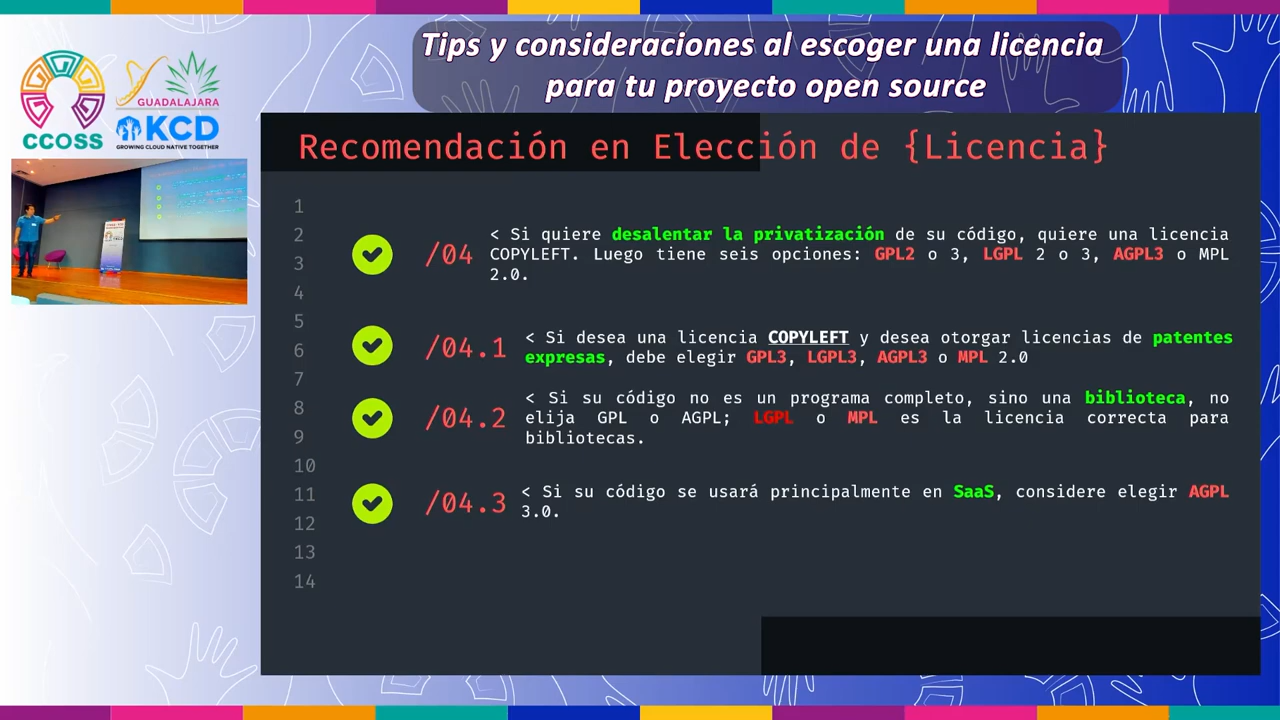 Tips y consideraciones al escoger una licencia
para tu proyecto open source
CCOSS
GUADALAJARA
KCD
GROWING CLOUD NATIVE TOGETHER
Recomendación en Elección de {Licencia}
1
2
3
4
5
6
7
8
9
10
11
12
13
14
/04
< Si quiere desalentar la privatización de su código, quiere una licencia
COPYLEFT. Luego tiene seis opciones: GPL2 o 3, LGPL 2 o 3, AGPL3 o MPL
2.0.
/04.1
< Si desea una licencia COPYLEFT y desea otorgar licencias de patentes
expresas, debe elegir GPL3, LGPL3, AGPL3 o MPL 2.0
/04.2
< Si su código no es un programa completo, sino una biblioteca, no
elija GPL o AGPL; LGPL o MPL es la licencia correcta para
bibliotecas.
/04.3
< Si su código se usará principalmente en SaaS, considere elegir AGPL
3.0.